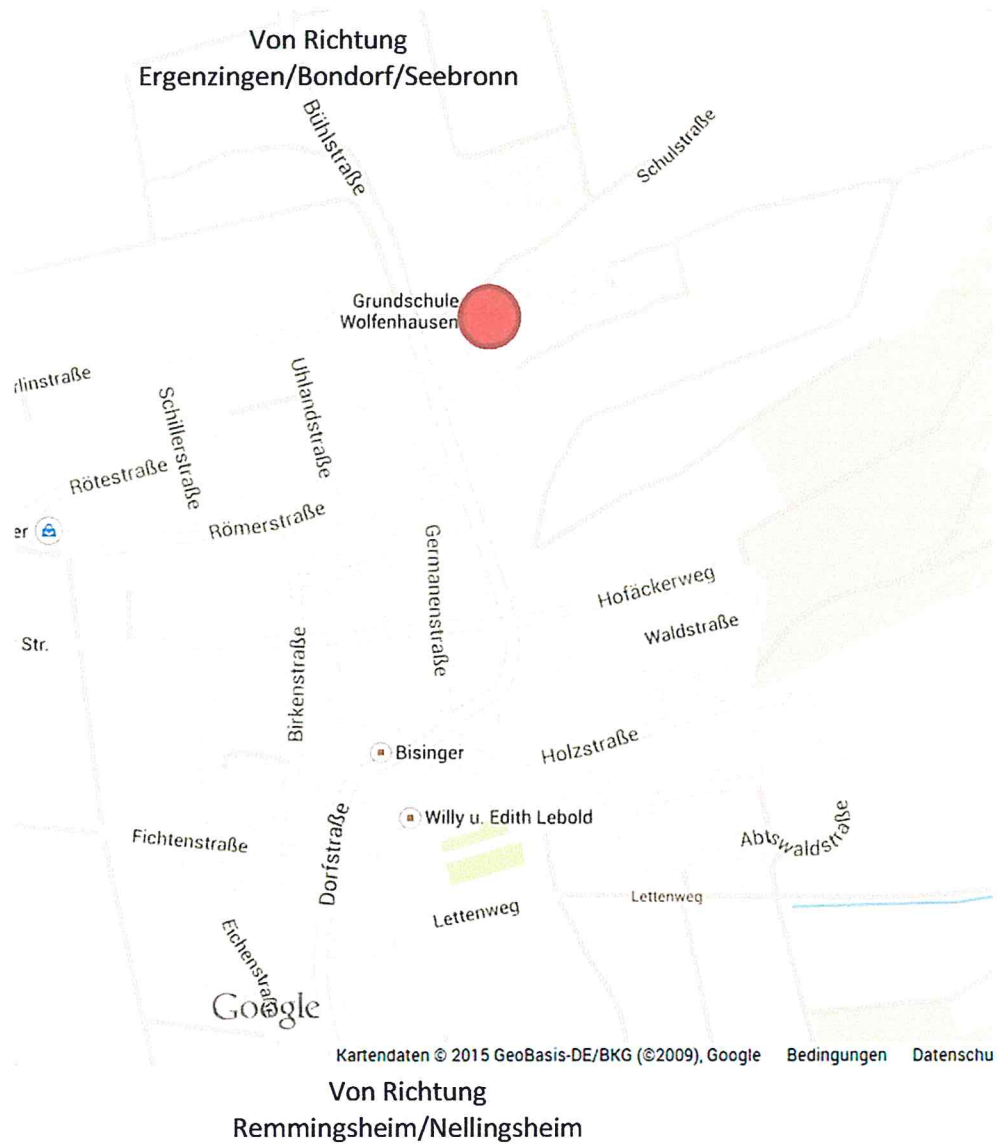 Von Richtung
Ergenzingen/Bondorf/Seebronn
Bühlstraße
Schulstraße
Grundschule
Wolfenhausen
rlinstraße
Schillerstraße
Uhlandstraße
Rötestraße
Römerstraße
er
Germanenstraße
Hofäckerweg
Waldstraße
Str.
Birkenstraße
Holzstraße
Bisinger
Willy u. Edith Lebold
Fichtenstraße
Dorfstraße
Abtswaldstraße
Lettenweg
Lettenweg
Eichenstraße
Google
Kartendaten © 2015 GeoBasis-DE/BKG (©2009), Google Bedingungen Datenschu
Von Richtung
Remmingsheim/Nellingsheim